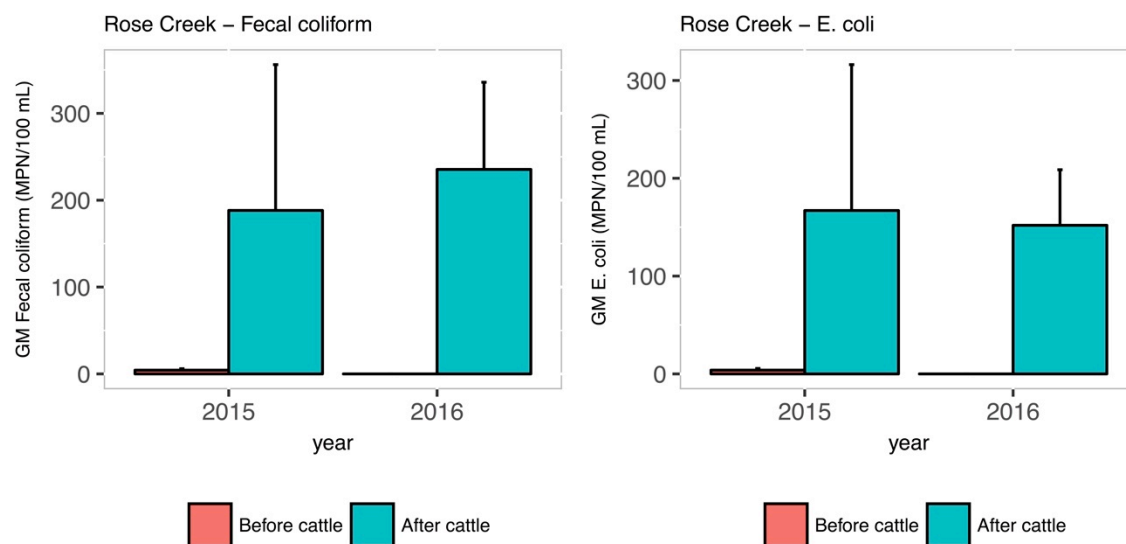 Rose Creek − Fecal coliform
GM Fecal coliform (MPN/100 mL)
300
200
100
0
2015
2016
year
Before cattle
After cattle
Rose Creek − E. coli
GM E. coli (MPN/100 mL)
300
200
100
0
2015
2016
year
Before cattle
After cattle